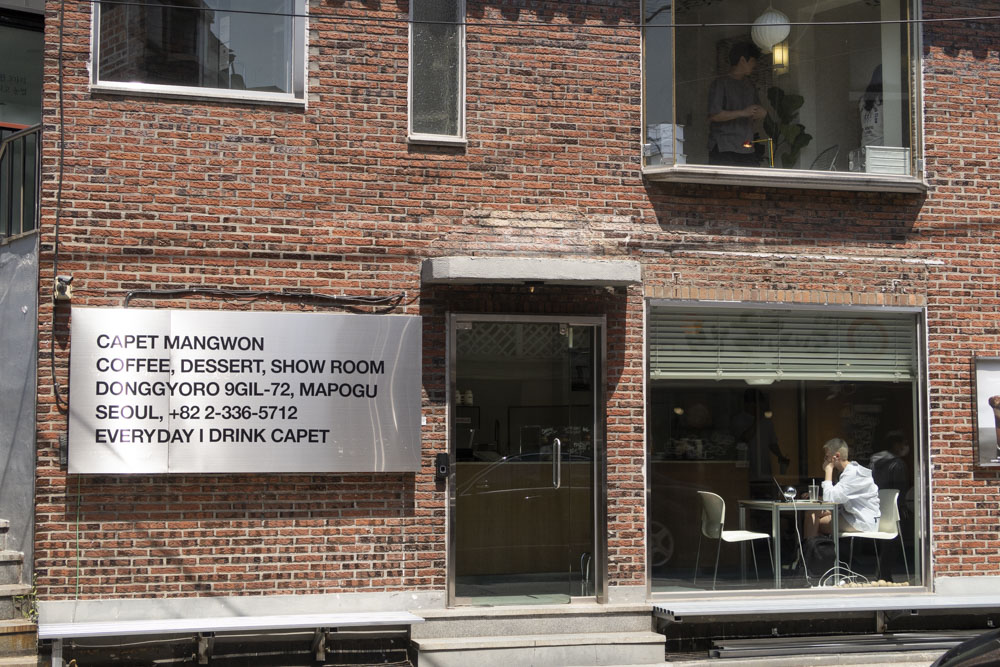 CAPET MANGWON
COFFEE, DESSERT, SHOW ROOM
DONGGYORO 9GIL-72, MAPOGU
SEOUL, +82 2-336-5712
EVERYDAY I DRINK CAPET